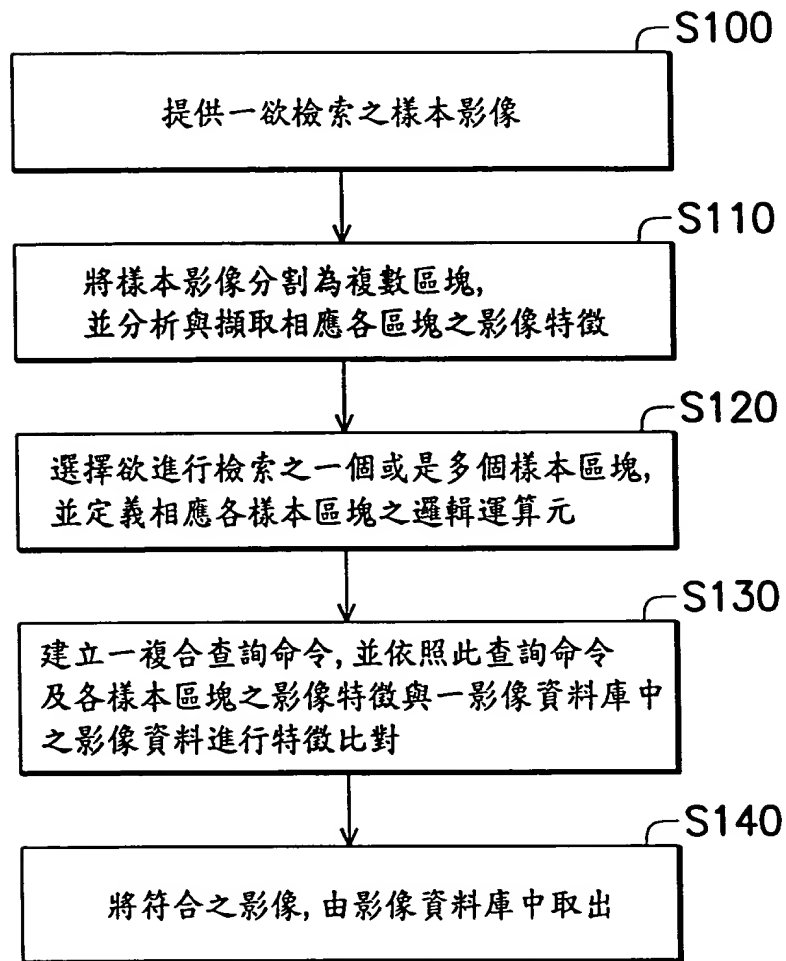 S100
提供一欲檢索之樣本影像
S110
將樣本影像分割為複數區塊,
並分析與擷取相應各區塊之影像特徵
S120
選擇欲進行檢索之一個或是多個樣本區塊,
並定義相應各樣本區塊之邏輯運算元
S130
建立一複合查詢命令,並依照此查詢命令
及各樣本區塊之影像特徵與一影像資料庫中
之影像資料進行特徵比對
S140
將符合之影像,由影像資料庫中取出